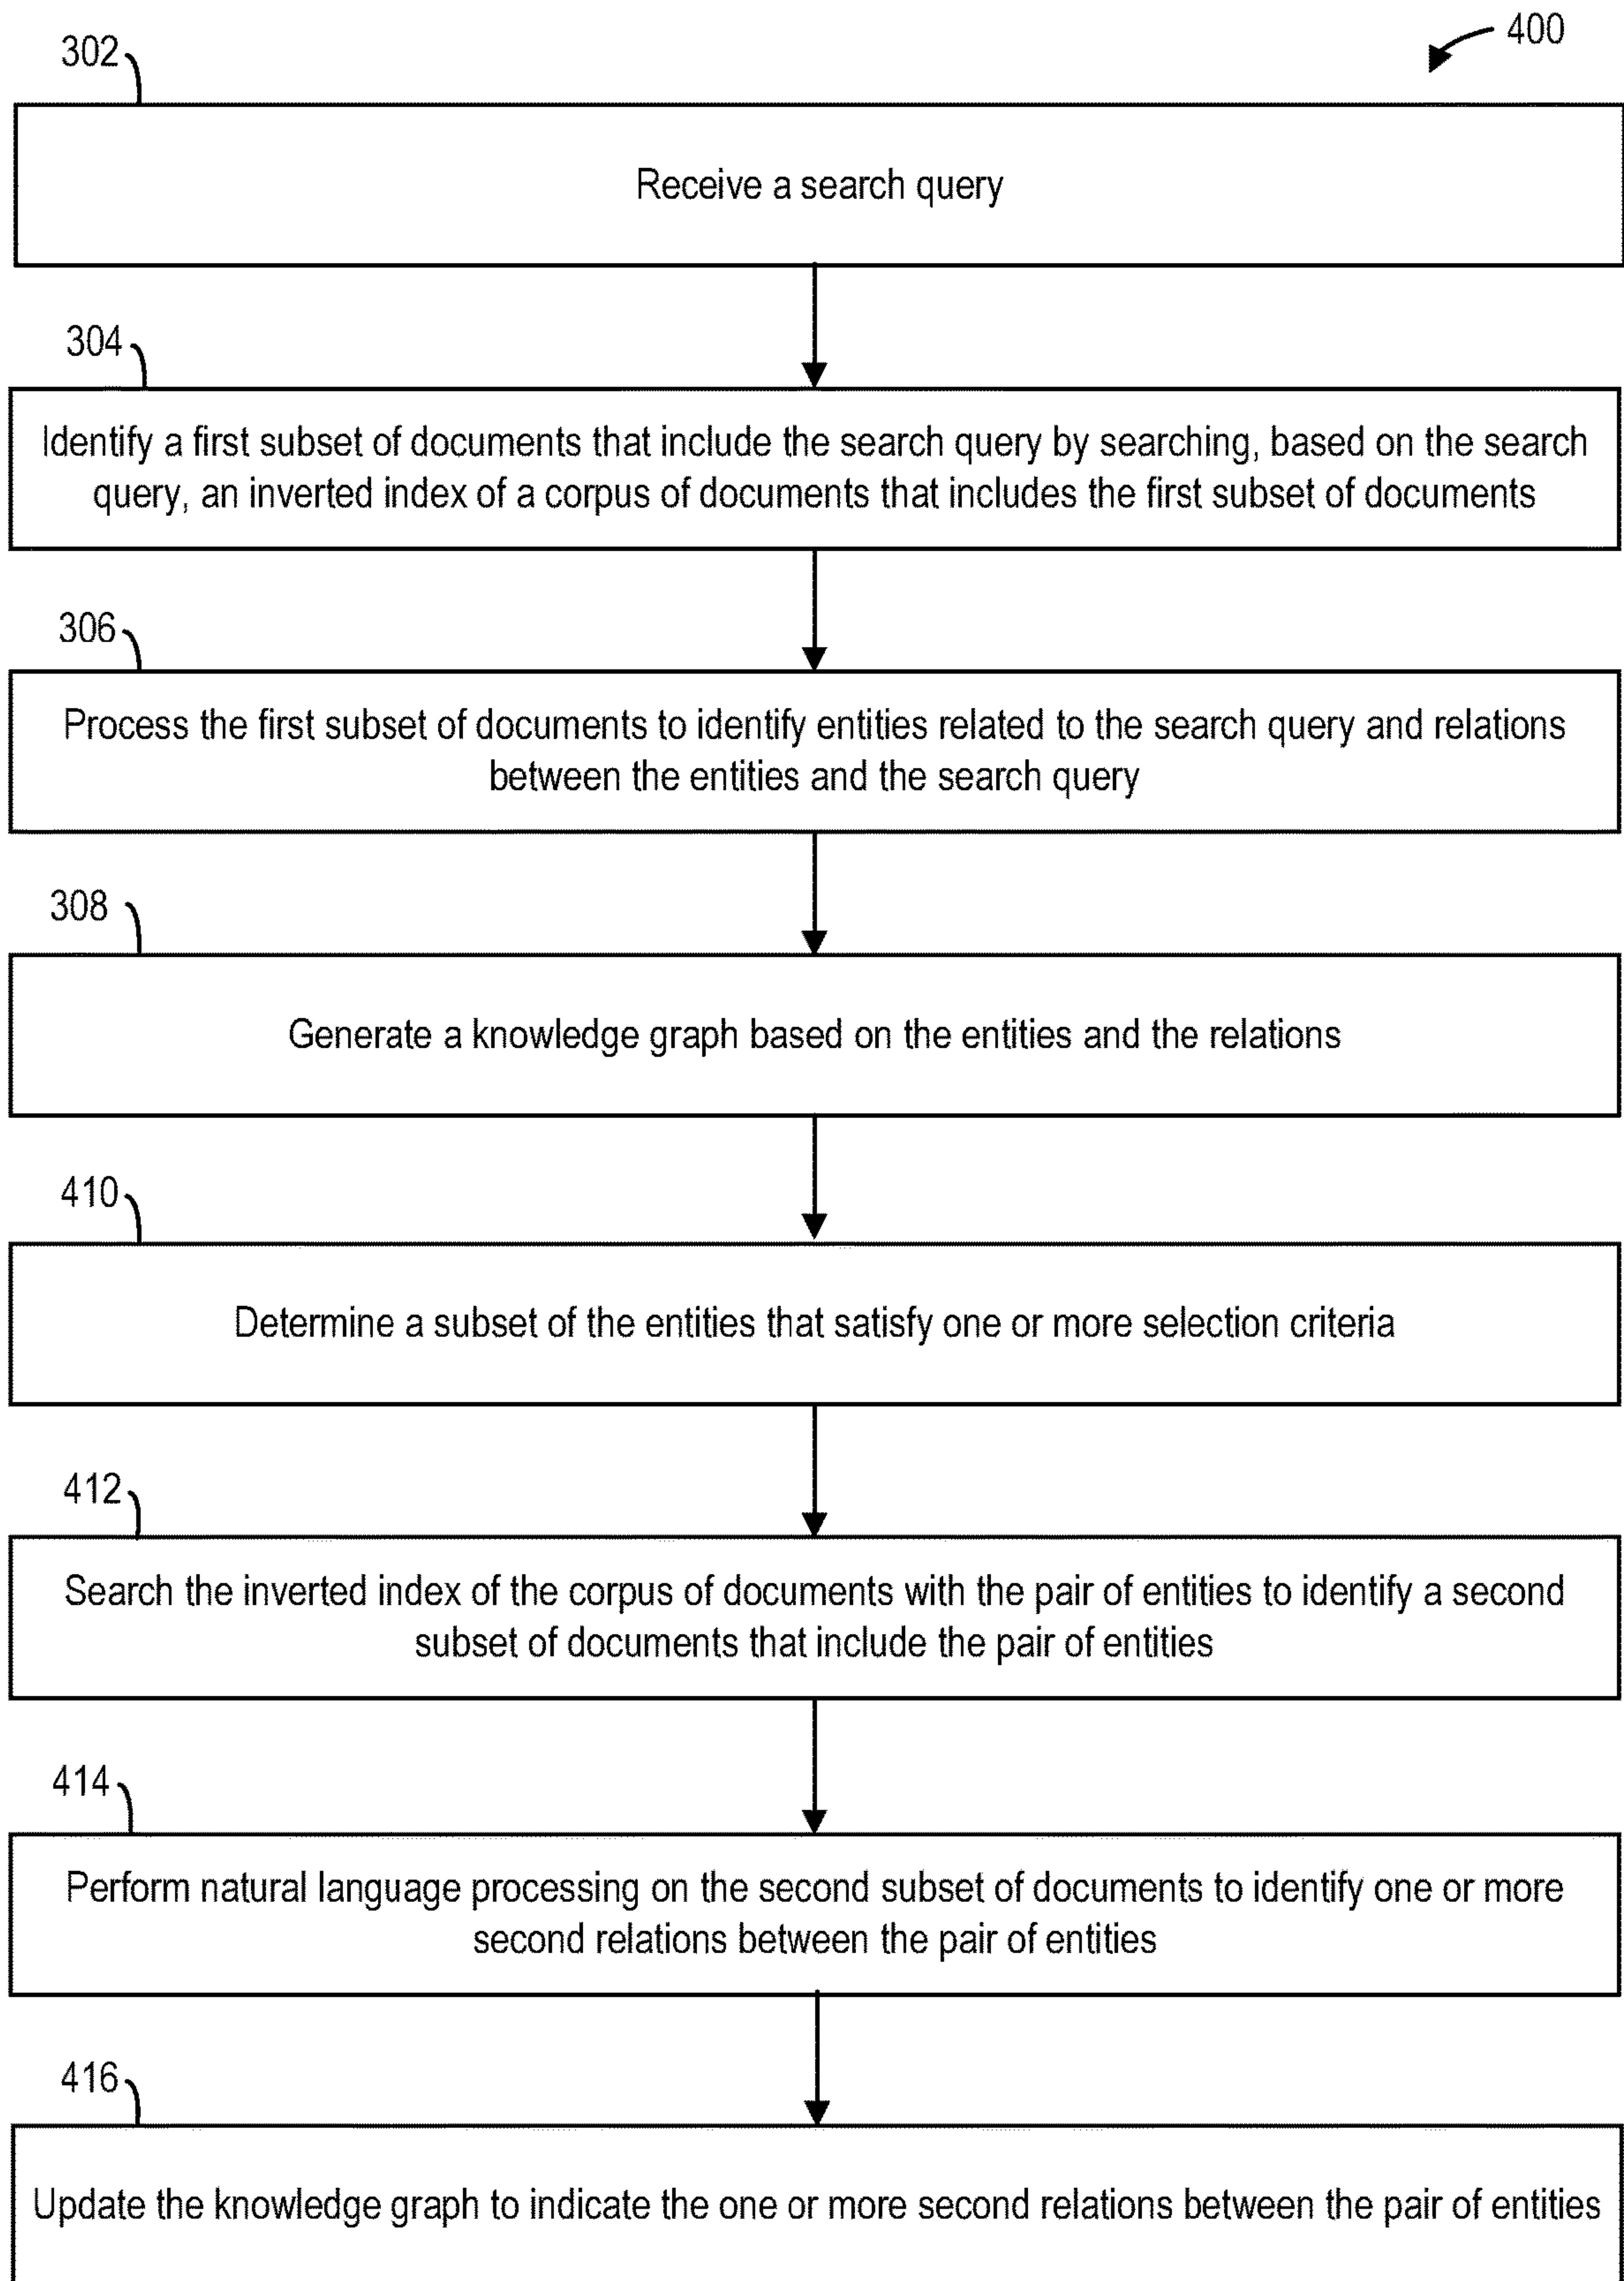 400
302
Receive a search query
304
Identify a first subset of documents that include the search query by searching, based on the search
query, an inverted index of a corpus of documents that includes the first subset of documents
306
Process the first subset of documents to identify entities related to the search query and relations
between the entities and the search query
308
Generate a knowledge graph based on the entities and the relations
410
Determine a subset of the entities that satisfy one or more selection criteria
412
Search the inverted index of the corpus of documents with the pair of entities to identify a second
subset of documents that include the pair of entities
414
Perform natural language processing on the second subset of documents to identify one or more
second relations between the pair of entities
416
Update the knowledge graph to indicate the one or more second relations between the pair of entities